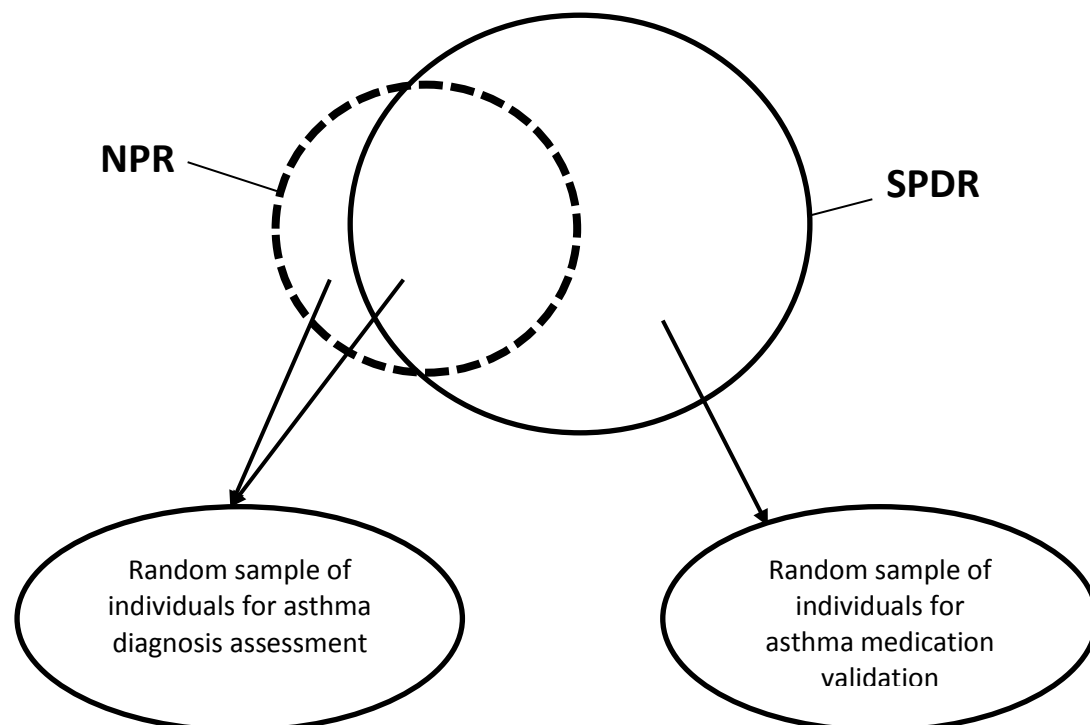 NPR
SPDR
Random sample of
individuals for asthma
diagnosis assessment
Random sample of
individuals for
asthma medication
validation